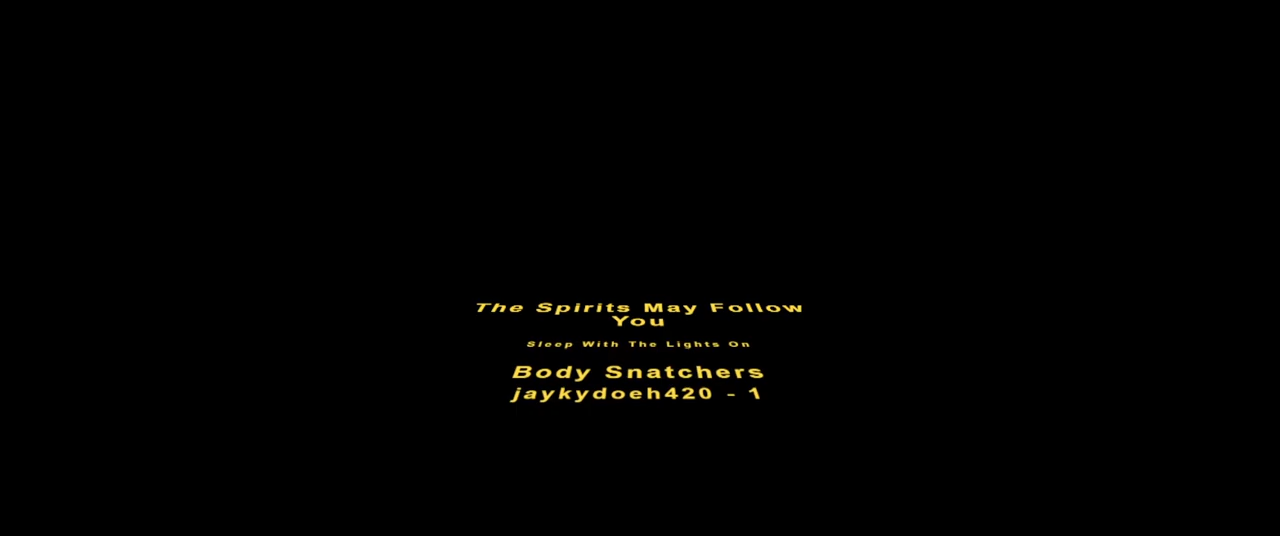 The Spirits May Follow
You
Sleep With The Lights On
Body Snatchers
jaykydoeh420 - 1